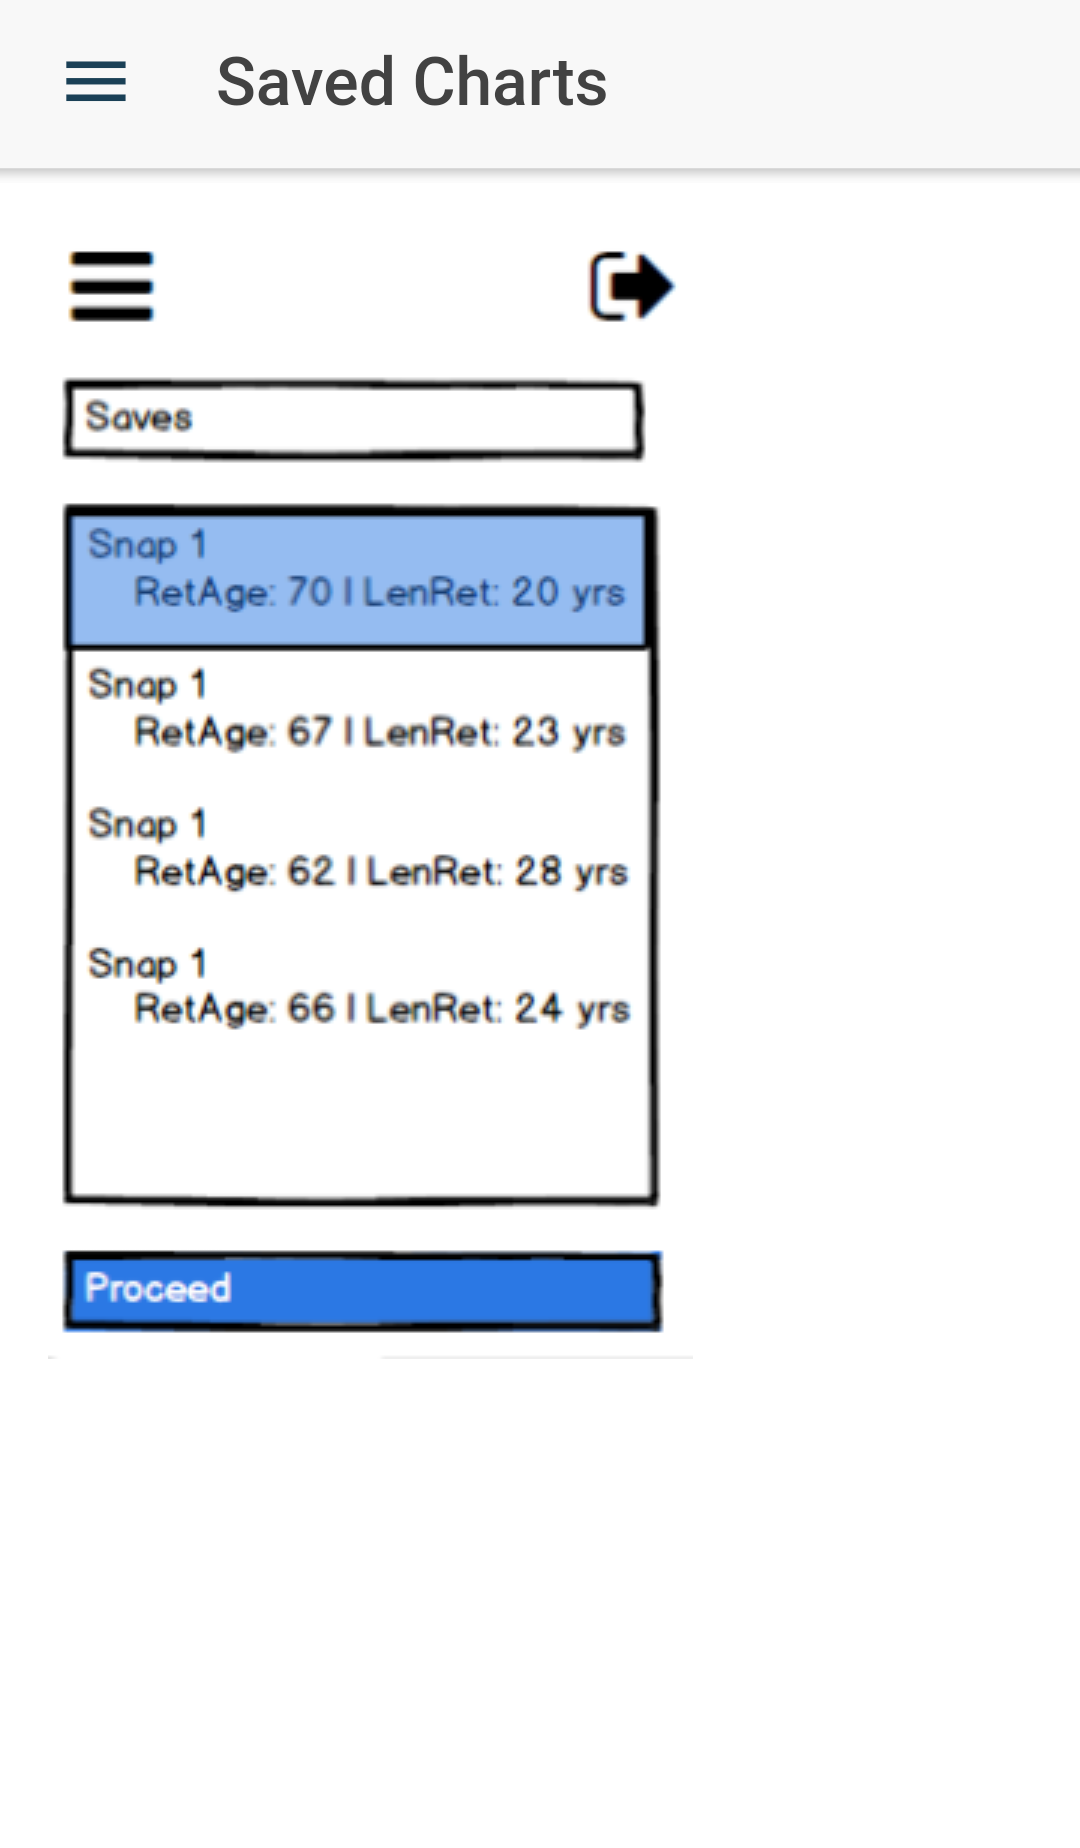 Saved Charts
Saves
Snap 1
RetAge: 70 | LenRet: 20 yrs
Snap 1
RetAge: 67 | LenRet: 23 yrs
Snap 1
RetAge: 62 | LenRet: 28 yrs
Snap 1
RetAge: 66 | LenRet: 24 yrs
Proceed